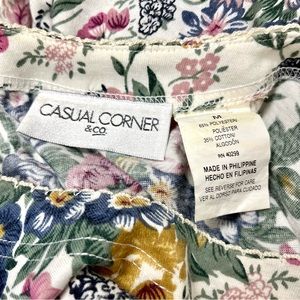 CASUAL CORNER
& CO.
M
65% POLYESTER
POLIÉSTER
35% COTTON/
ALGODÓN
RN 40299
MADE IN PHILIPPINE
HECHO EN FILIPINAS
SEE REVERSE FOR CARE
VER AL DORSO PARA CUIDADO